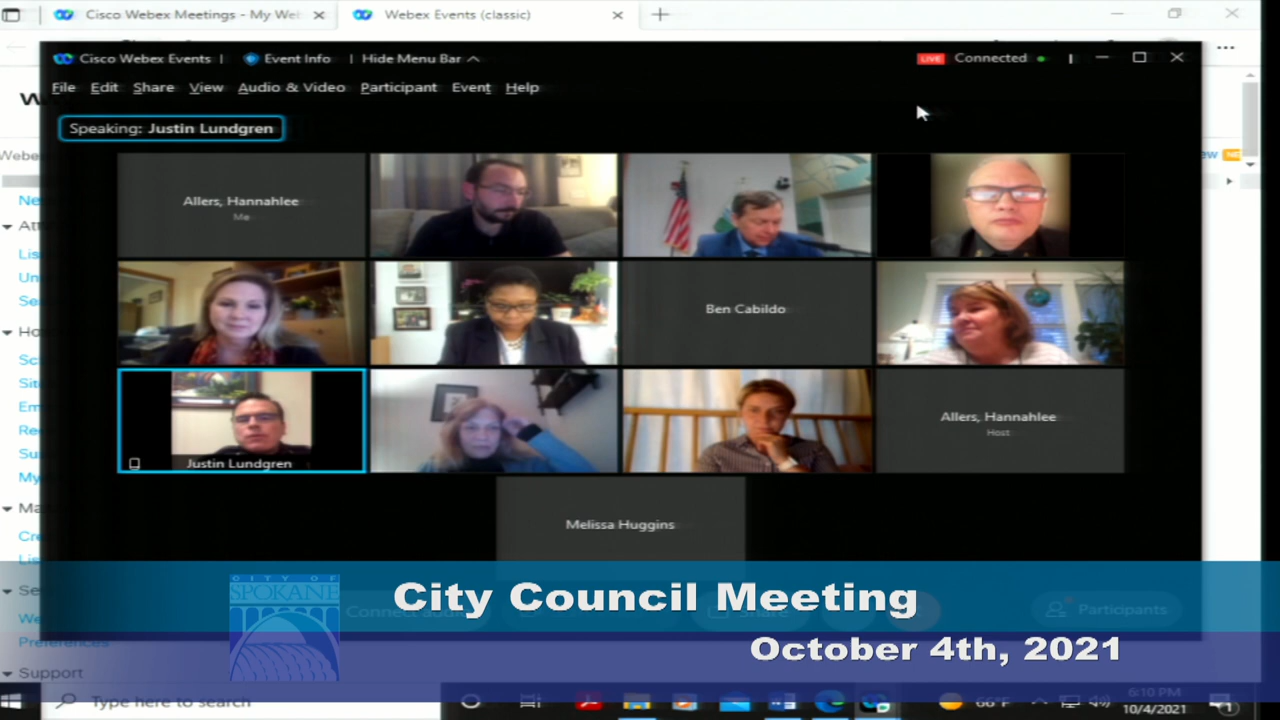 Cisco Webex Meetings - My We
Webex Events (classic)
Cisco Webex Events
Event Info
Hide Menu Bar
LIVE
Connected
File Edit Share View Audio & Video Participant Event Help
Speaking: Justin Lundgren
Allers, Hannahlee
Me
Ben Cabildo
Justin Lundgren
Allers, Hannahlee
Host
Melissa Huggins
Participants
CITY OF
SPOKANE
City Council Meeting
October 4th, 2021
Preferences
Support
Type here to search
66°F
6:10 PM
10/4/2021